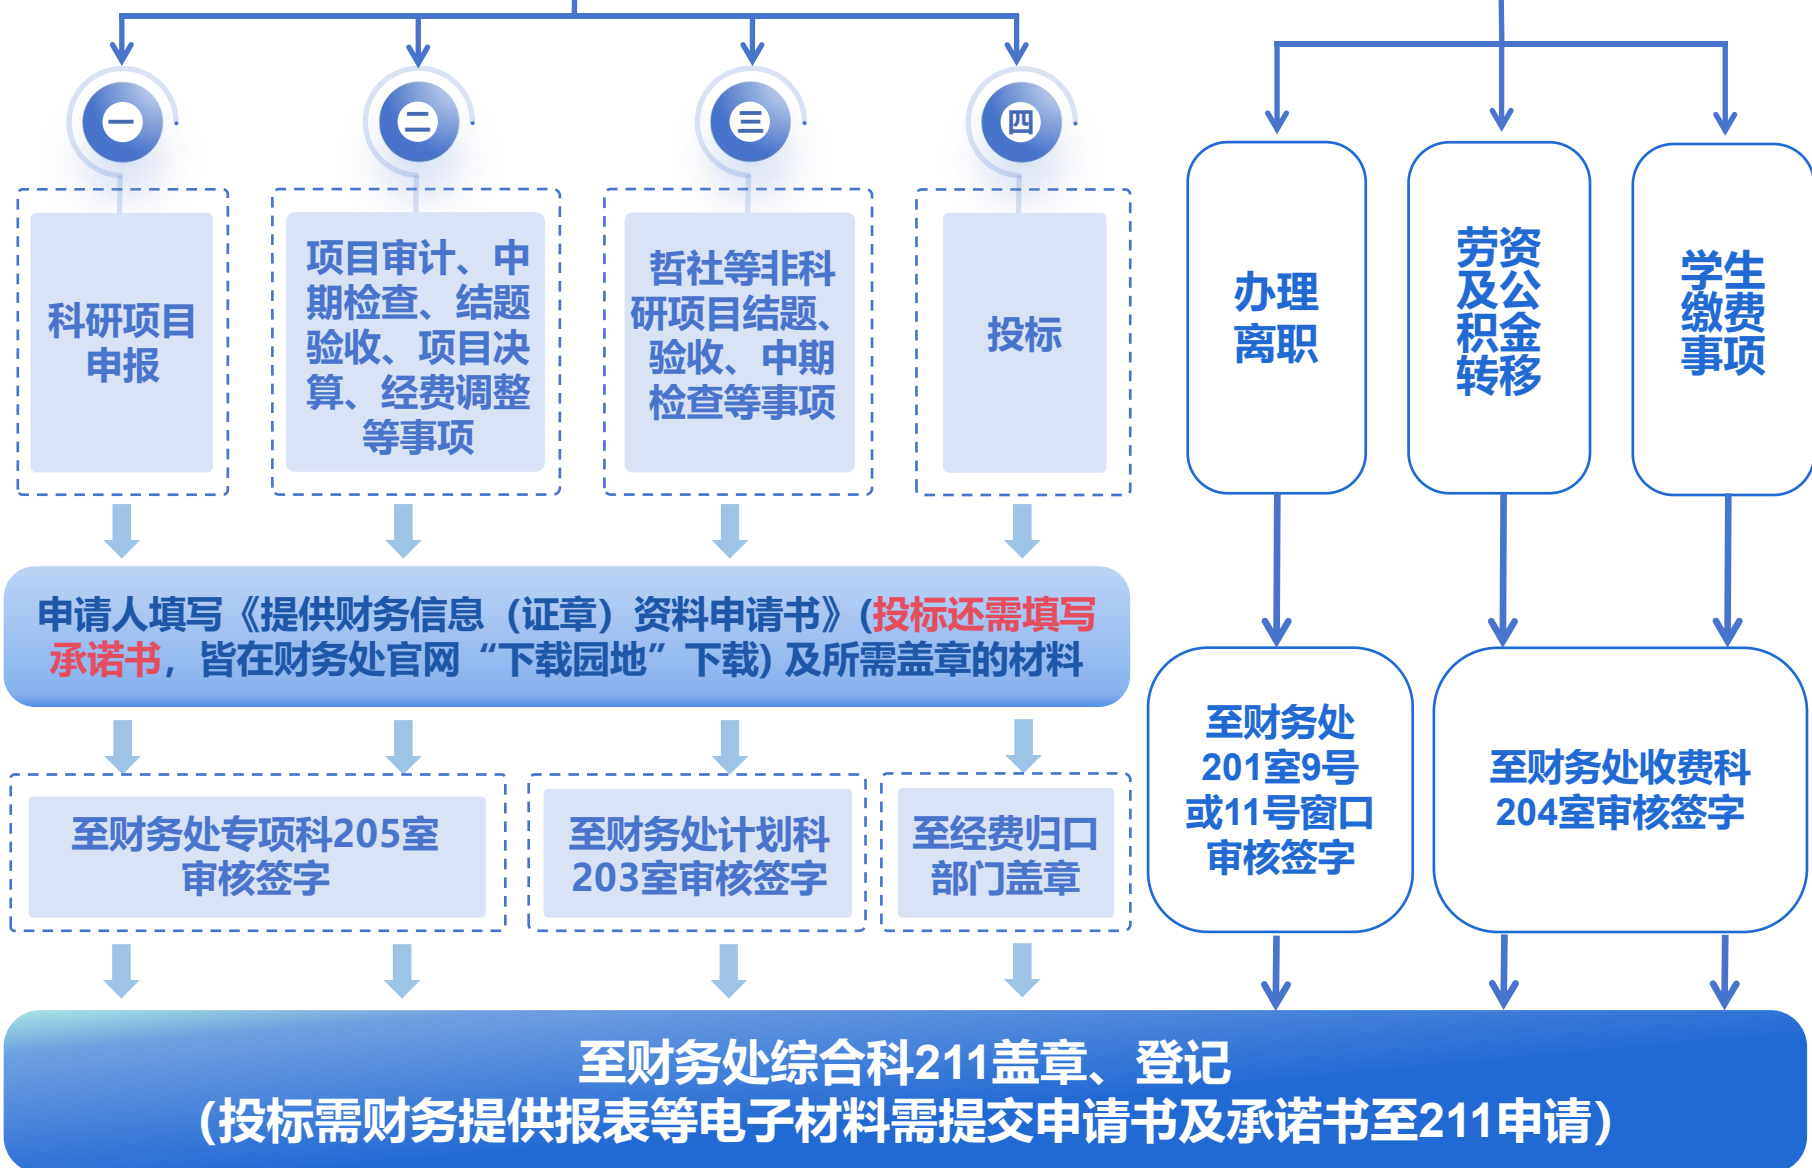 一
二
三
四
科研项目
申报
项目审计、中
期检查、结题
验收、项目决
算、经费调整
等事项
哲社等非科
研项目结题、
验收、中期
检查等事项
投标
办理
离职
劳资
及公
积金
转移
学生
缴费
事项
申请人填写《提供财务信息（证章）资料申请书》(投标还需填写
承诺书，皆在财务处官网“下载园地”下载) 及所需盖章的材料
至财务处专项科205室
审核签字
至财务处计划科
203室审核签字
至经费归口
部门盖章
至财务处
201室9号
或11号窗口
审核签字
至财务处收费科
204室审核签字
至财务处综合科211盖章、登记
(投标需财务提供报表等电子材料需提交申请书及承诺书至211申请）